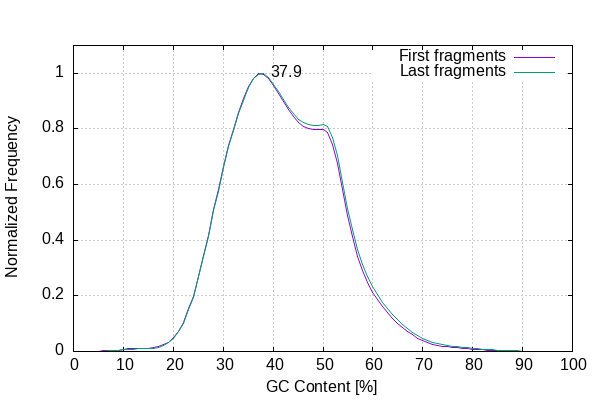 First fragments
Last fragments
37.9
1
0.8
0.6
0.4
0.2
0
Normalized Frequency
0 10 20 30 40 50 60 70 80 90 100
GC Content [%]